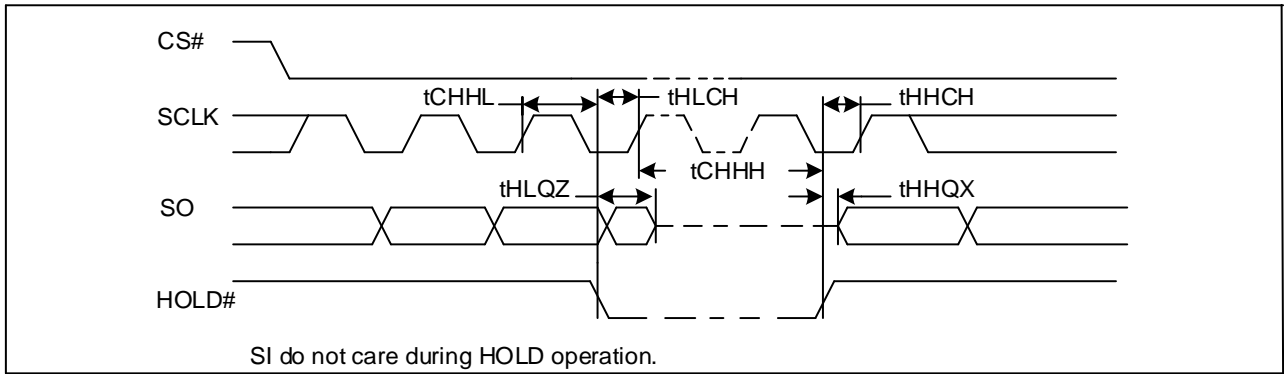 CS#
tCHHL
tHLCH
tHHCH
SCLK
tCHHH
tHLQZ
tHHQX
SO
HOLD#
SI do not care during HOLD operation.